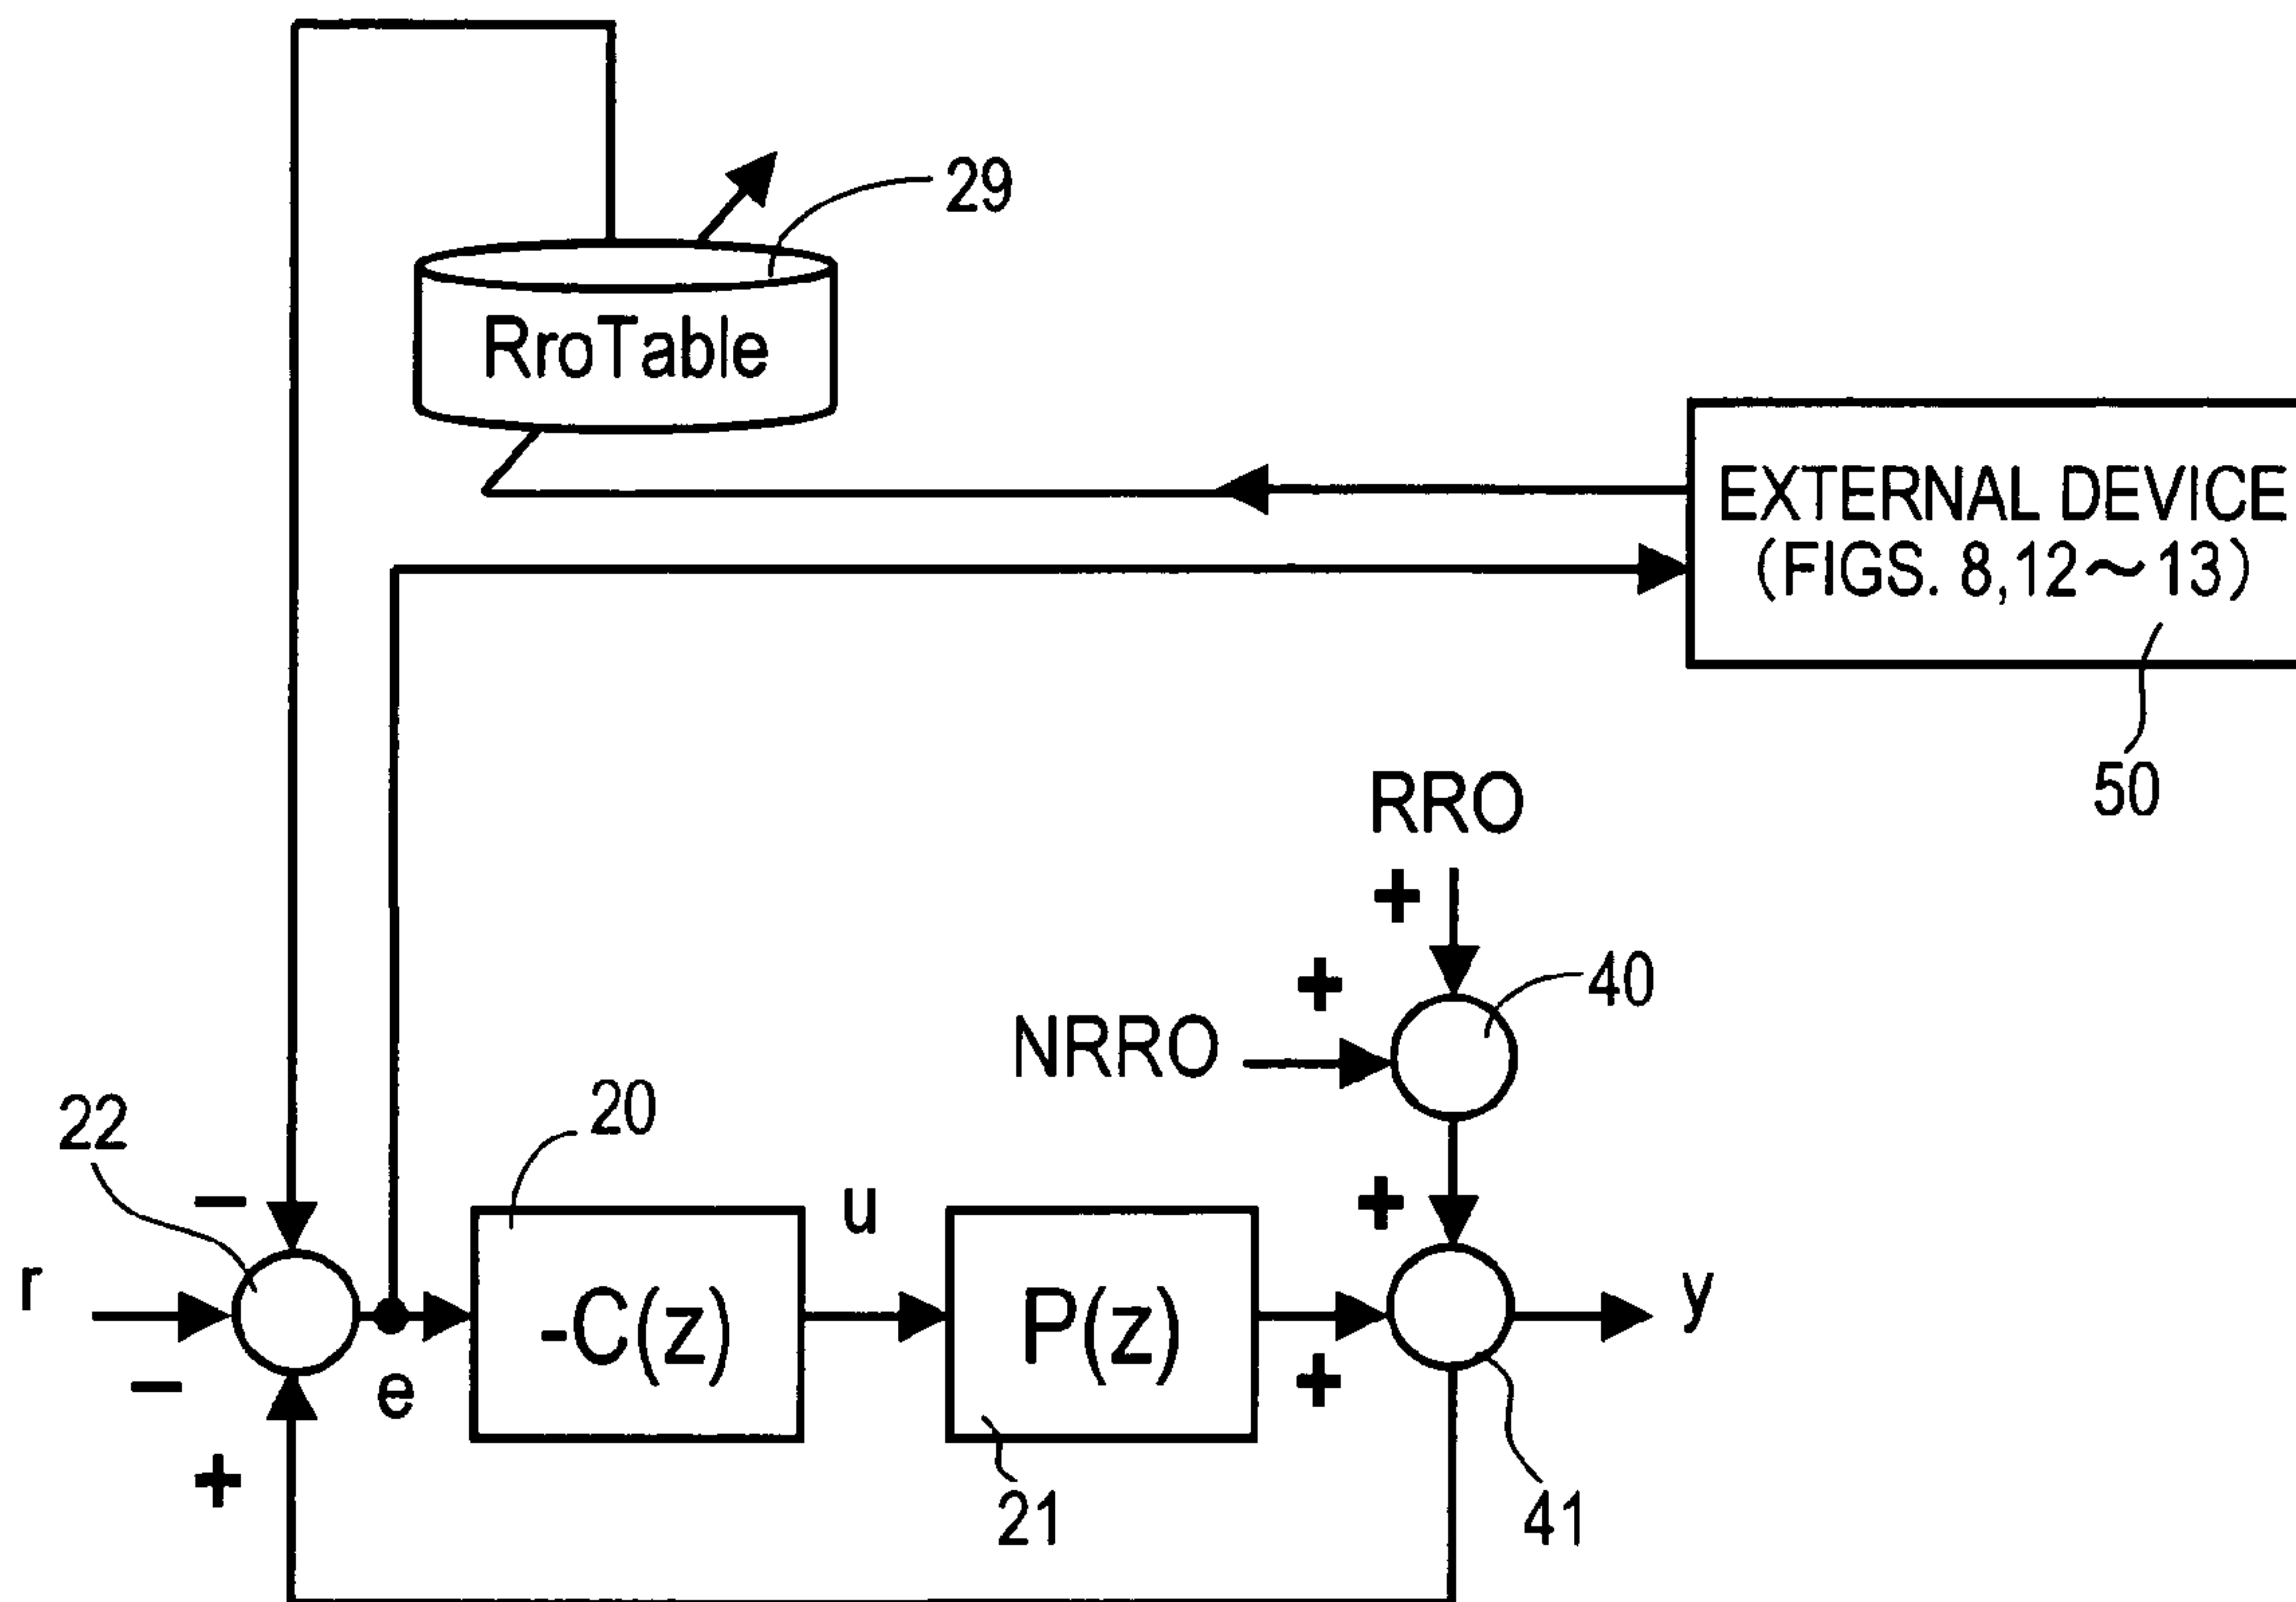 29
RroTable
EXTERNAL DEVICE
(FIGS. 8,12～13)
50
RRO
+
+
40
NRRO
22
20
u
+
−
r
-C(z)
P(z)
y
−
e
+
+
21
41